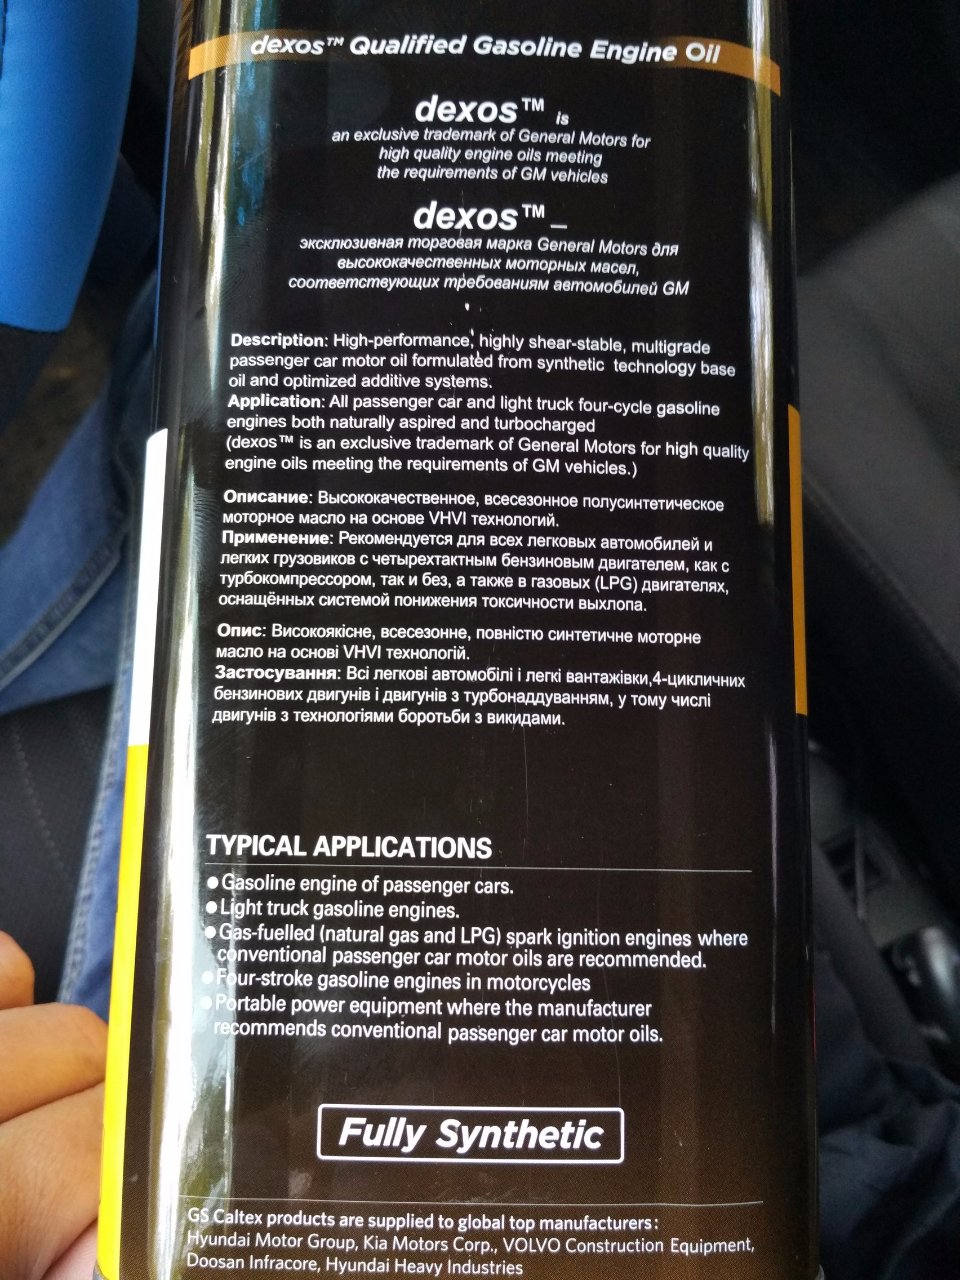 dexos™ Qualified Gasoline Engine Oil
dexos™ is
an exclusive trademark of General Motors for
high quality engine oils meeting
the requirements of GM vehicles
dexos™ –
эксклюзивная торговая марка General Motors для
высококачественных моторных масел,
соответствующих требованиям автомобилей GM
Description: High-performance, highly shear-stable, multigrade
passenger car motor oil formulated from synthetic technology base
oil and optimized additive systems.
Application: All passenger car and light truck four-cycle gasoline
engines both naturally aspired and turbocharged
(dexos™ is an exclusive trademark of General Motors for high quality
engine oils meeting the requirements of GM vehicles.)
Описание: Высококачественное, всесезонное полусинтетическое
моторное масло на основе VHVI технологий.
Применение: Рекомендуется для всех легковых автомобилей и
легких грузовиков с четырехтактным бензиновым двигателем, как с
турбокомпрессором, так и без, а также в газовых (LPG) двигателях,
оснащённых системой понижения токсичности выхлопа.
Опис: Високоякісне, всесезонне, повністю синтетичне моторне
масло на основі VHVI технологій.
Застосування: Всі легкові автомобілі і легкі вантажівки,4-цикличних
бензинових двигунів і двигунів з турбонаддуванням, у тому числі
двигунів з технологіями боротьби з викидами.
TYPICAL APPLICATIONS
● Gasoline engine of passenger cars.
● Light truck gasoline engines.
● Gas-fuelled (natural gas and LPG) spark ignition engines where
conventional passenger car motor oils are recommended.
● Four-stroke gasoline engines in motorcycles
● Portable power equipment where the manufacturer
recommends conventional passenger car motor oils.
Fully Synthetic
GS Caltex products are supplied to global top manufacturers:
Hyundai Motor Group, Kia Motors Corp., VOLVO Construction Equipment,
Doosan Infracore, Hyundai Heavy Industries